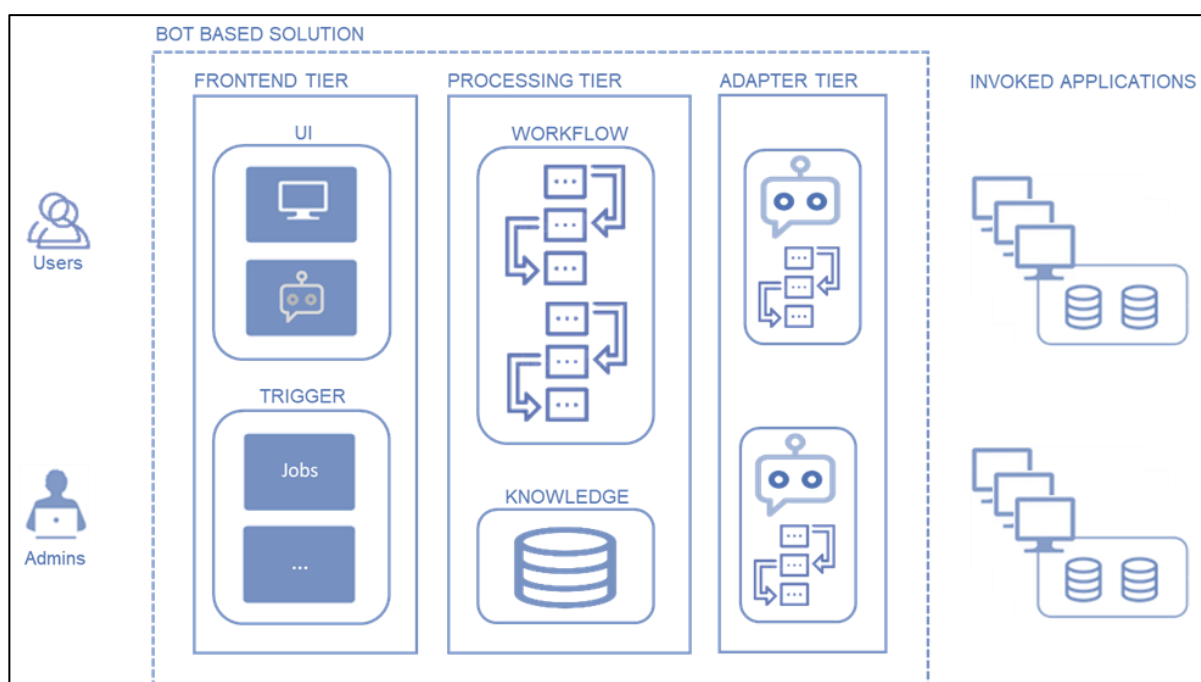 BOT BASED SOLUTION
FRONTEND TIER
PROCESSING TIER
ADAPTER TIER
INVOKED APPLICATIONS
UI
WORKFLOW
Users
TRIGGER
Jobs
...
KNOWLEDGE
Admins